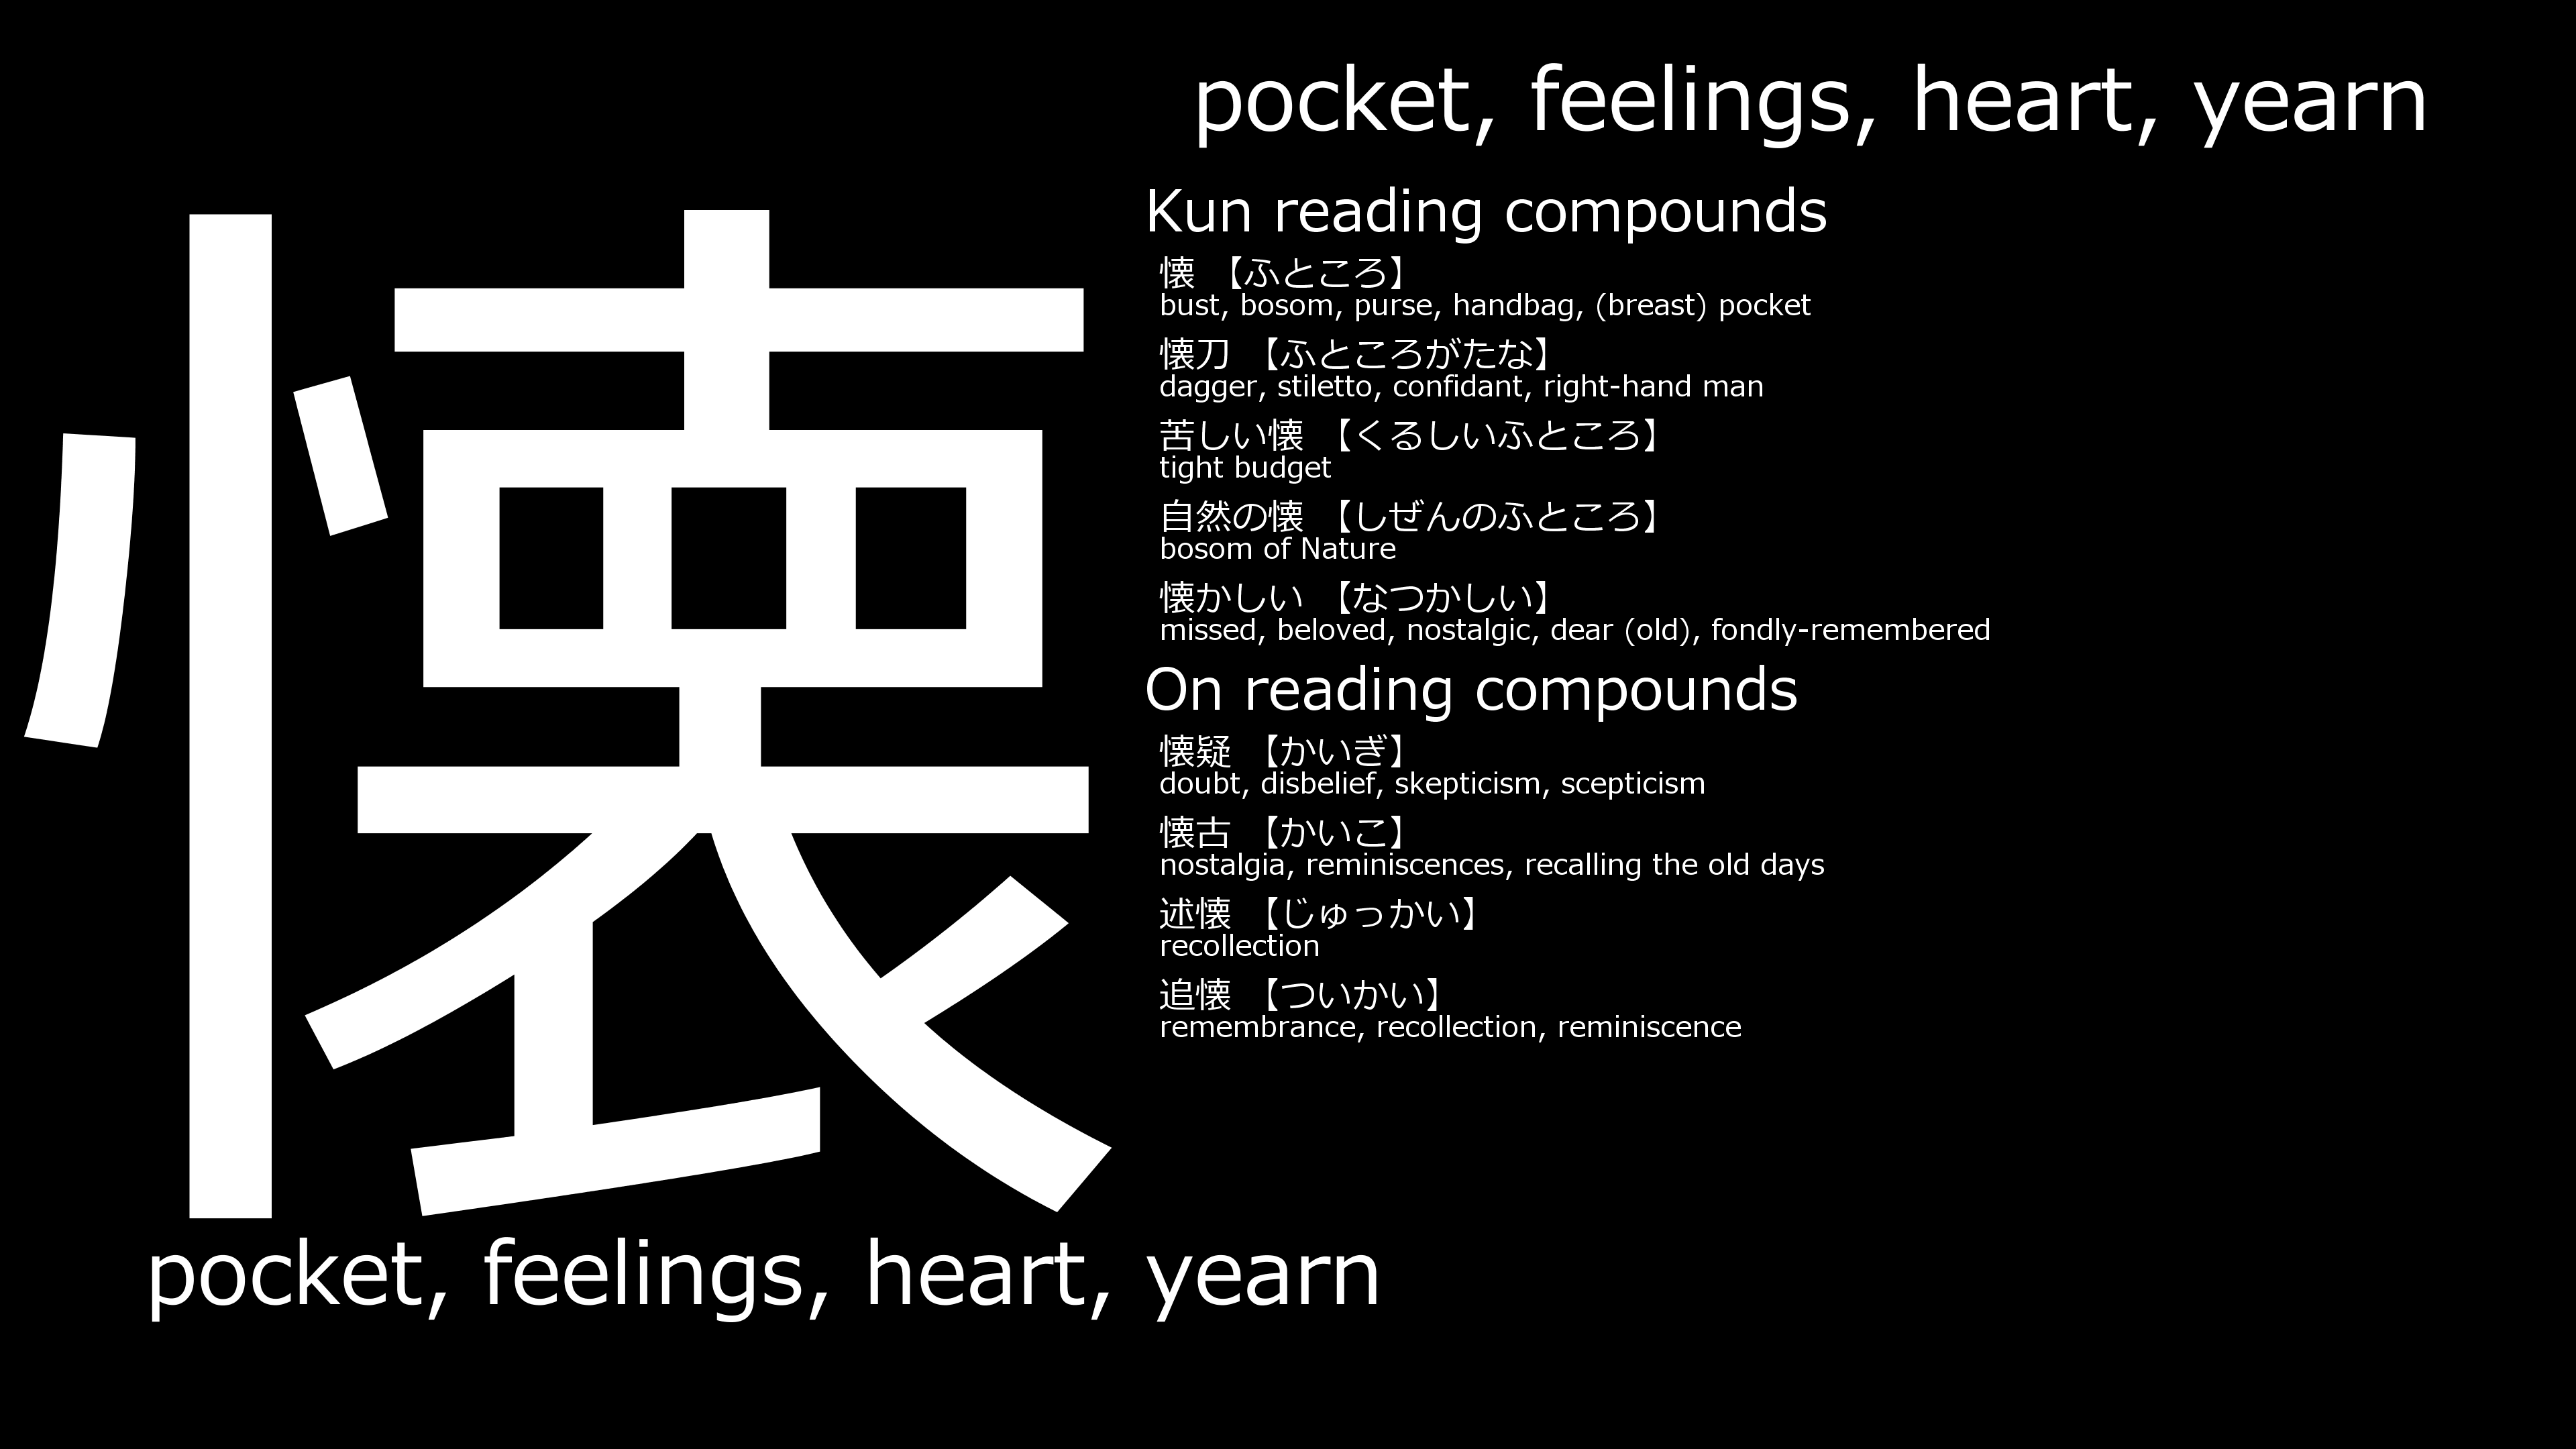 pocket, feelings, heart, yearn
懐
Kun reading compounds
懐 【ふところ】
bust, bosom, purse, handbag, (breast) pocket
懐刀 【ふところがたな】
dagger, stiletto, confidant, right-hand man
苦しい懐 【くるしいふところ】
tight budget
自然の懐 【しぜんのふところ】
bosom of Nature
懐かしい 【なつかしい】
missed, beloved, nostalgic, dear (old), fondly-remembered
On reading compounds
懐疑 【かいぎ】
doubt, disbelief, skepticism, scepticism
懐古 【かいこ】
nostalgia, reminiscences, recalling the old days
述懐 【じゅっかい】
recollection
追懐 【ついかい】
remembrance, recollection, reminiscence
pocket, feelings, heart, yearn